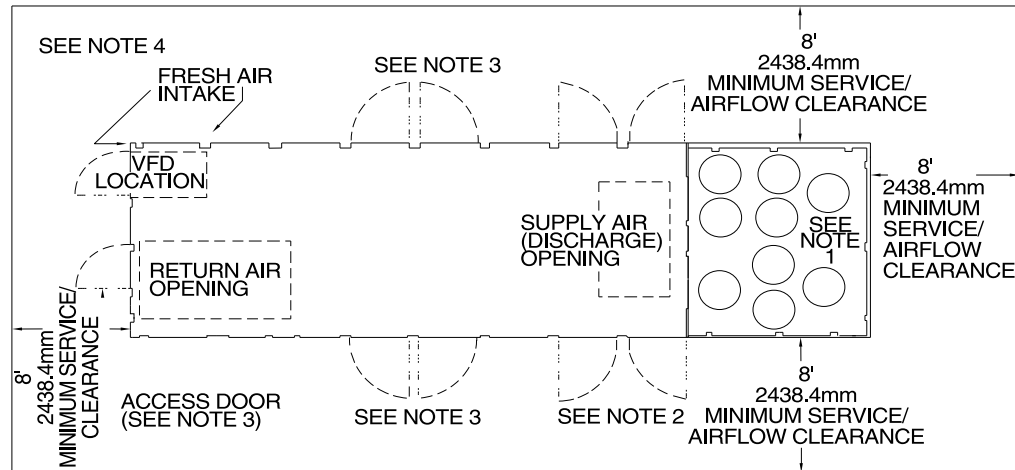 SEE NOTE 4
FRESH AIR
INTAKE
SEE NOTE 3
8'
2438.4mm
MINIMUM SERVICE/
AIRFLOW CLEARANCE
VFD
LOCATION
RETURN AIR
OPENING
SUPPLY AIR
(DISCHARGE)
OPENING
SEE
NOTE
1
8'
2438.4mm
MINIMUM
SERVICE/
AIRFLOW
CLEARANCE
8'
2438.4mm
MINIMUM SERVICE/
CLEARANCE
ACCESS DOOR
(SEE NOTE 3)
SEE NOTE 3
SEE NOTE 2
8'
2438.4mm
MINIMUM SERVICE/
AIRFLOW CLEARANCE